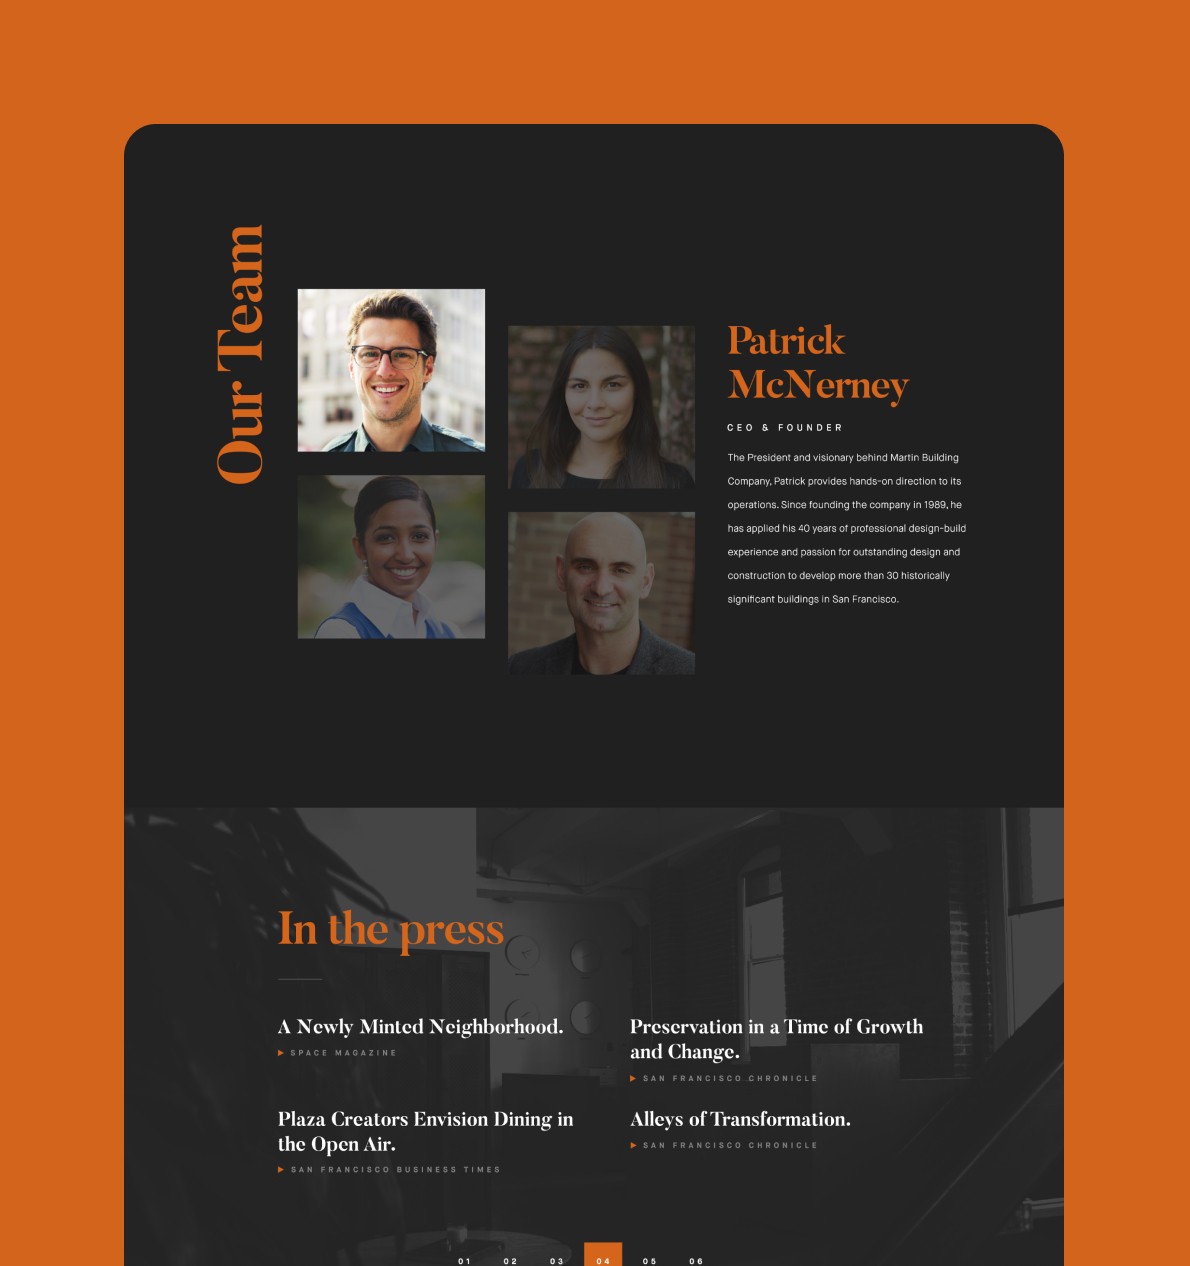 Our Team
Patrick
McNerney
CEO & FOUNDER
The President and visionary behind Martin Building
Company, Patrick provides hands-on direction to its
operations. Since founding the company in 1989, he
has applied his 40 years of professional design-build
experience and passion for outstanding design and
construction to develop more than 30 historically
significant buildings in San Francisco.
In the press
A Newly Minted Neighborhood.
▶ SPACE MAGAZINE
Preservation in a Time of Growth
and Change.
▶ SAN FRANCISCO CHRONICLE
Plaza Creators Envision Dining in
the Open Air.
▶ SAN FRANCISCO BUSINESS TIMES
Alleys of Transformation.
▶ SAN FRANCISCO CHRONICLE
01 02 03 04 05 06